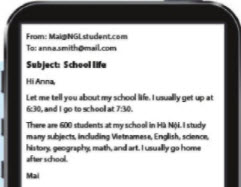 From: Mai@NGLstudent.com
To: anna.smith@mail.com
Subject: School life
Hi Anna,
Let me tell you about my school life. I usually get up at
6:30, and I go to school at 7:30.
There are 600 students at my school in Hà Nội. I study
many subjects, including Vietnamese, English, science,
history, geography, math, and art. I usually go home
after school.
Mai